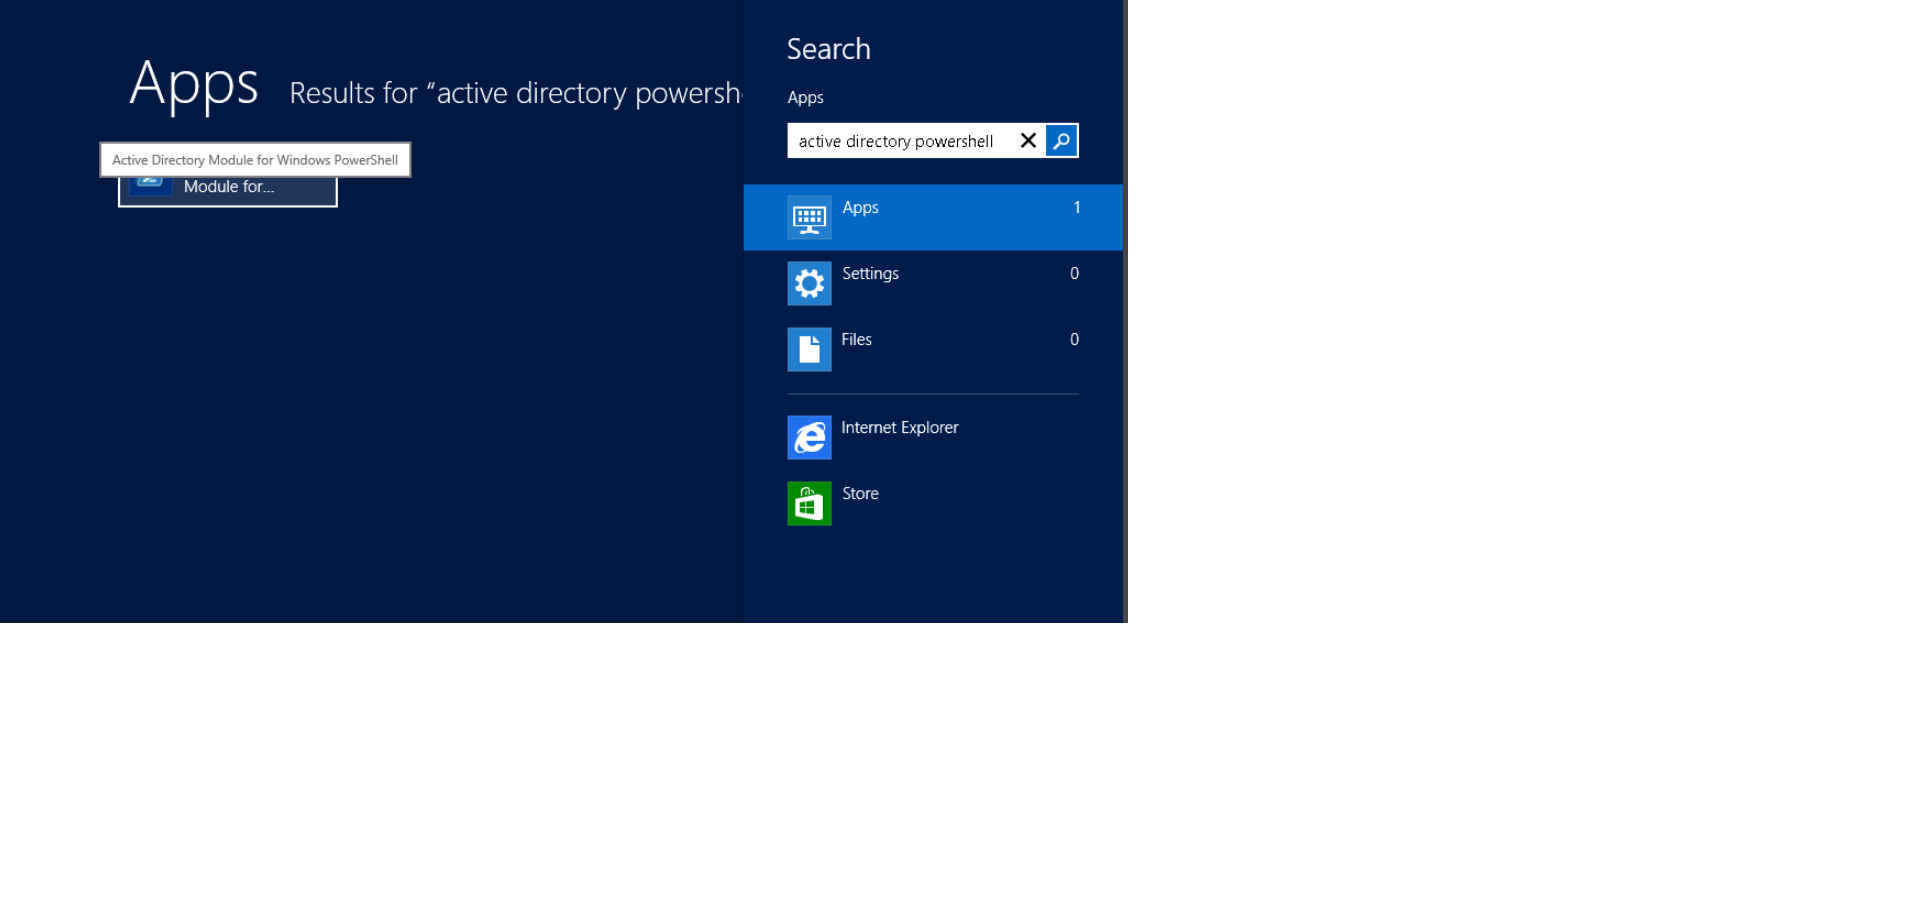 Apps
Results for “active directory powersh
Active Directory Module for Windows PowerShell
Module for...
Search
Apps
active directory powershell
Apps 1
Settings 0
Files 0
Internet Explorer
Store